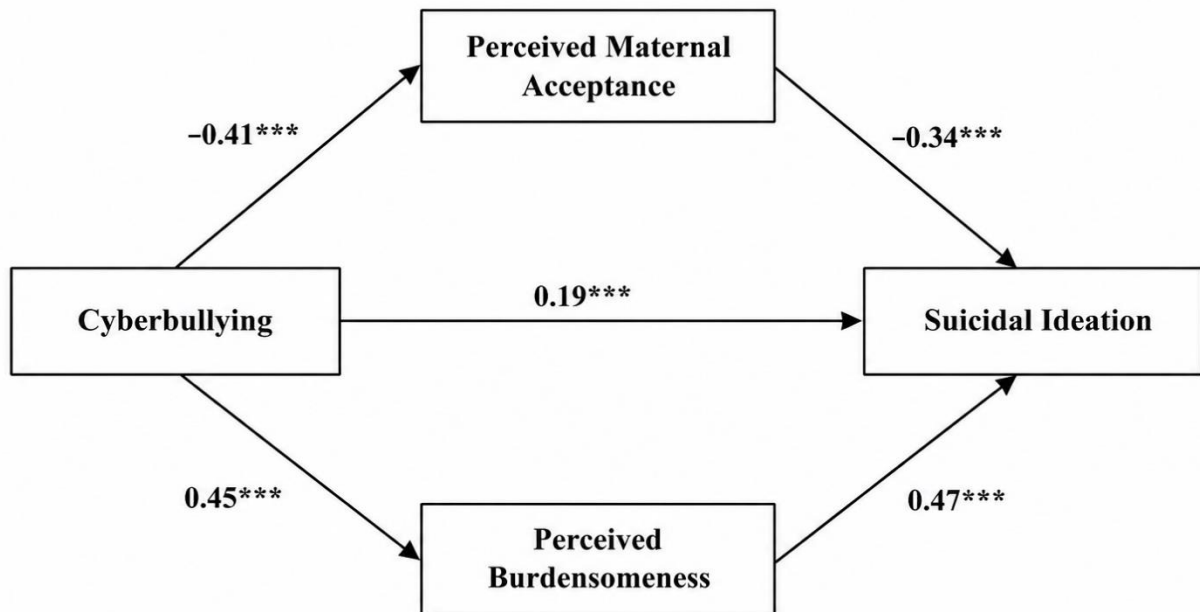 Perceived Maternal
Acceptance
−0.41***
−0.34***
Cyberbullying
0.19***
Suicidal Ideation
0.45***
0.47***
Perceived
Burdensomeness